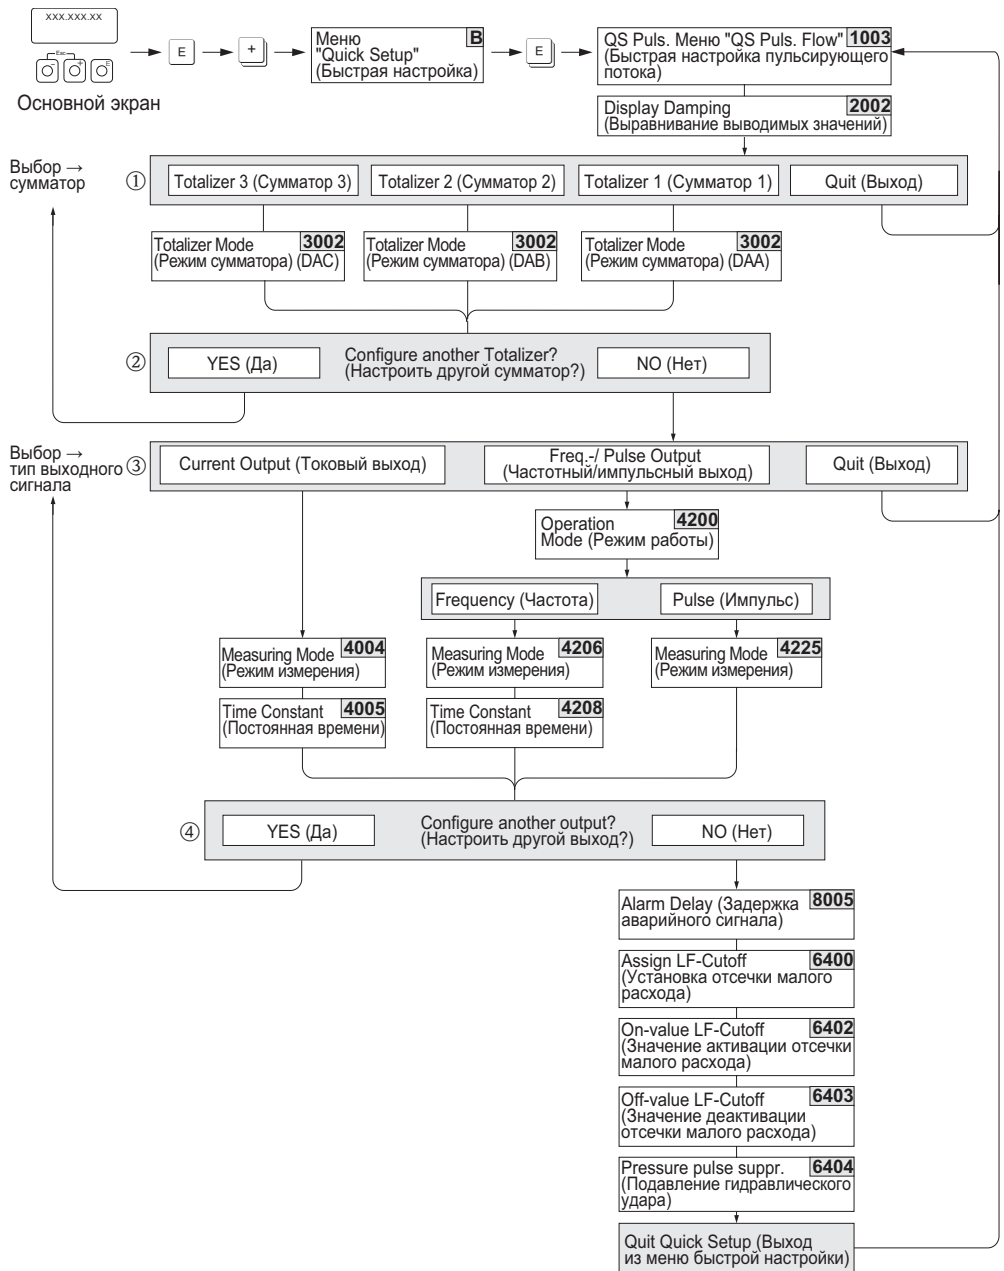 XXX.XXX.XX
Esc
- + E
Основной экран
E
+
Меню B
"Quick Setup"
(Быстрая настройка)
E
QS Puls. Меню "QS Puls. Flow" 1003
(Быстрая настройка пульсирующего
потока)
Display Damping 2002
(Выравнивание выводимых значений)
Выбор →
сумматор
①
Totalizer 3 (Сумматор 3)
Totalizer 2 (Сумматор 2)
Totalizer 1 (Сумматор 1)
Quit (Выход)
Totalizer Mode 3002
(Режим сумматора) (DAC)
Totalizer Mode 3002
(Режим сумматора) (DAB)
Totalizer Mode 3002
(Режим сумматора) (DAA)
②
YES (Да)
Configure another Totalizer?
(Настроить другой сумматор?)
NO (Нет)
Выбор →
тип выходного
сигнала
③
Current Output (Токовый выход)
Freq.-/ Pulse Output
(Частотный/импульсный выход)
Quit (Выход)
Operation 4200
Mode (Режим работы)
Frequency (Частота)
Pulse (Импульс)
Measuring Mode 4004
(Режим измерения)
Measuring Mode 4206
(Режим измерения)
Measuring Mode 4225
(Режим измерения)
Time Constant 4005
(Постоянная времени)
Time Constant 4208
(Постоянная времени)
④
YES (Да)
Configure another output?
(Настроить другой выход?)
NO (Нет)
Alarm Delay (Задержка 8005
аварийного сигнала)
Assign LF-Cutoff 6400
(Установка отсечки малого
расхода)
On-value LF-Cutoff 6402
(Значение активации отсечки
малого расхода)
Off-value LF-Cutoff 6403
(Значение деактивации
отсечки малого расхода)
Pressure pulse suppr. 6404
(Подавление гидравлического
удара)
Quit Quick Setup (Выход
из меню быстрой настройки)